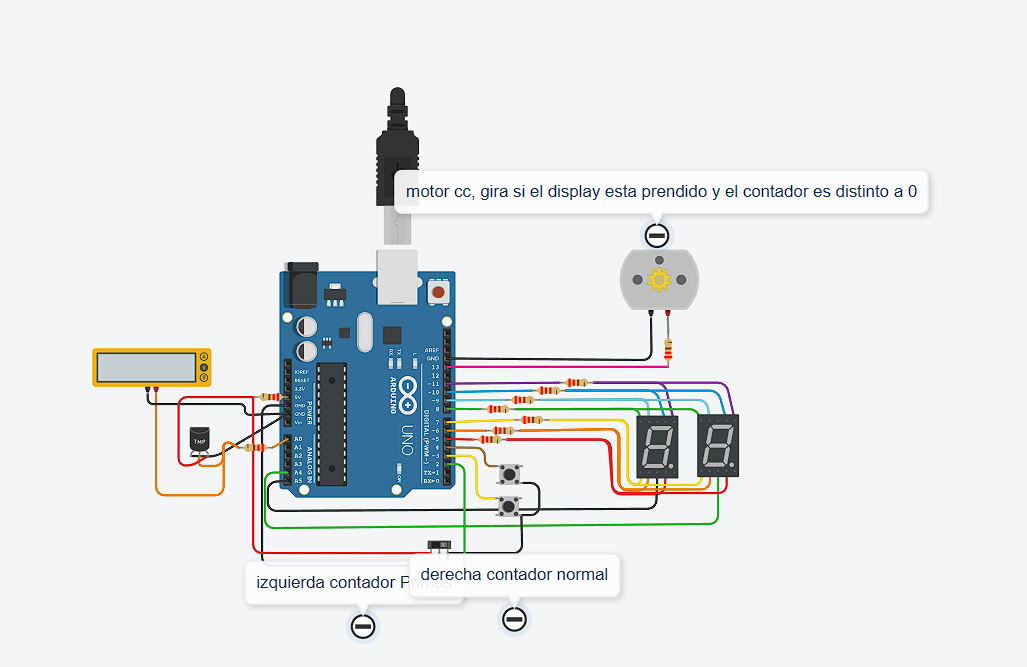 motor cc, gira si el display esta prendido y el contador es distinto a 0
AREF
GND
13
12
~11
~10
~9
8
7
~6
~5
4
~3
2
TX→1
RX←0
DIGITAL (PWM~)
L
TX
RX
ARDUINO
UNO
ON
IOREF
RESET
3.3V
5V
GND
GND
Vin
POWER
A0
A1
A2
A3
A4
A5
ANALOG IN
TMP
A
V
izquierda contador
derecha contador normal